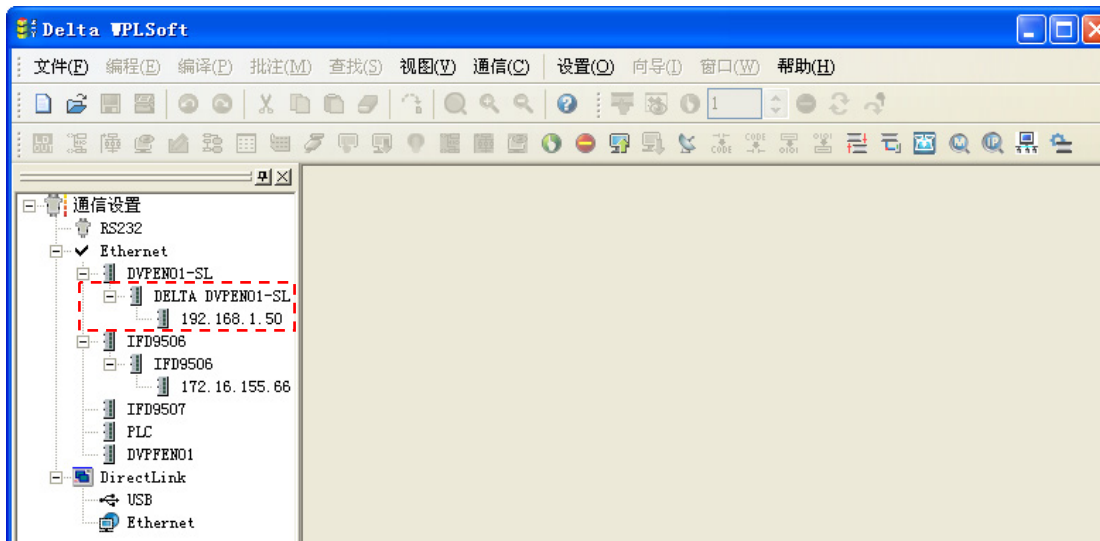 Delta WPLSoft
文件(F) 编程(E) 编译(P) 批注(M) 查找(S) 视图(V) 通信(C) 设置(O) 向导(I) 窗口(W) 帮助(H)
1
通信设置
RS232
Ethernet
DVPEN01-SL
DELTA DVPEN01-SL
192.168.1.50
IFD9506
IFD9506
172.16.155.66
IFD9507
PLC
DVPFEN01
DirectLink
USB
Ethernet